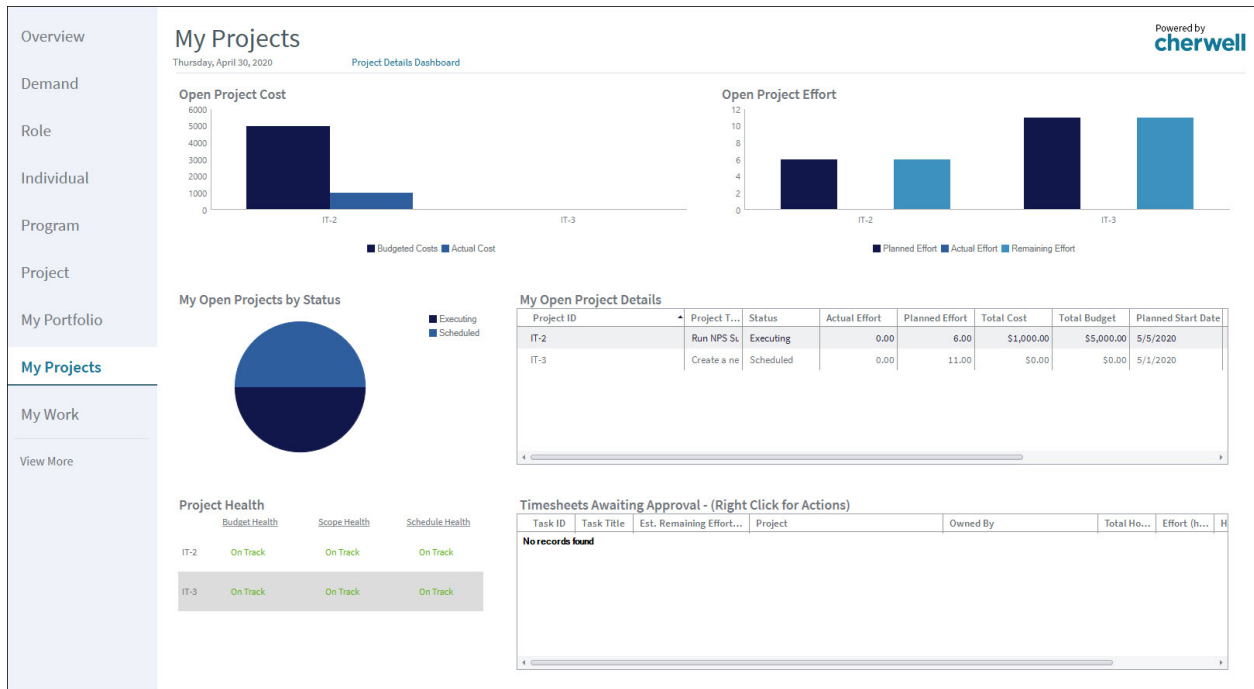 Overview
Demand
Role
Individual
Program
Project
My Portfolio
My Projects
My Work
View More
My Projects
Thursday, April 30, 2020 Project Details Dashboard
Powered by
cherwell
Open Project Cost
6000
5000
4000
3000
2000
1000
0
IT-2 IT-3
Budgeted Costs Actual Cost
Open Project Effort
12
10
8
6
4
2
0
IT-2 IT-3
Planned Effort Actual Effort Remaining Effort
My Open Projects by Status
Executing
Scheduled
My Open Project Details
Project ID Project T... Status Actual Effort Planned Effort Total Cost Total Budget Planned Start Date
IT-2 Run NPS Su Executing 0.00 6.00 $1,000.00 $5,000.00 5/5/2020
IT-3 Create a ne Scheduled 0.00 11.00 $0.00 $0.00 5/1/2020
Project Health
Budget Health Scope Health Schedule Health
IT-2 On Track On Track On Track
IT-3 On Track On Track On Track
Timesheets Awaiting Approval - (Right Click for Actions)
Task ID Task Title Est. Remaining Effort... Project Owned By Total Ho... Effort (h... H
No records found